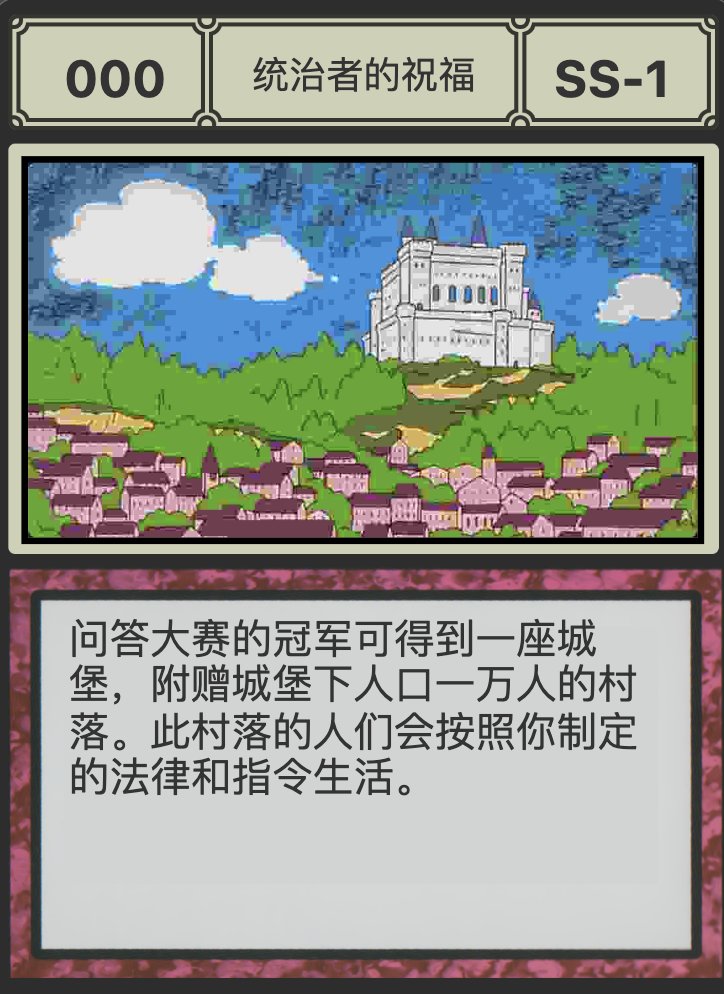 000
统治者的祝福
SS-1
问答大赛的冠军可得到一座城
堡，附赠城堡下人口一万人的村
落。此村落的人们会按照你制定
的法律和指令生活。